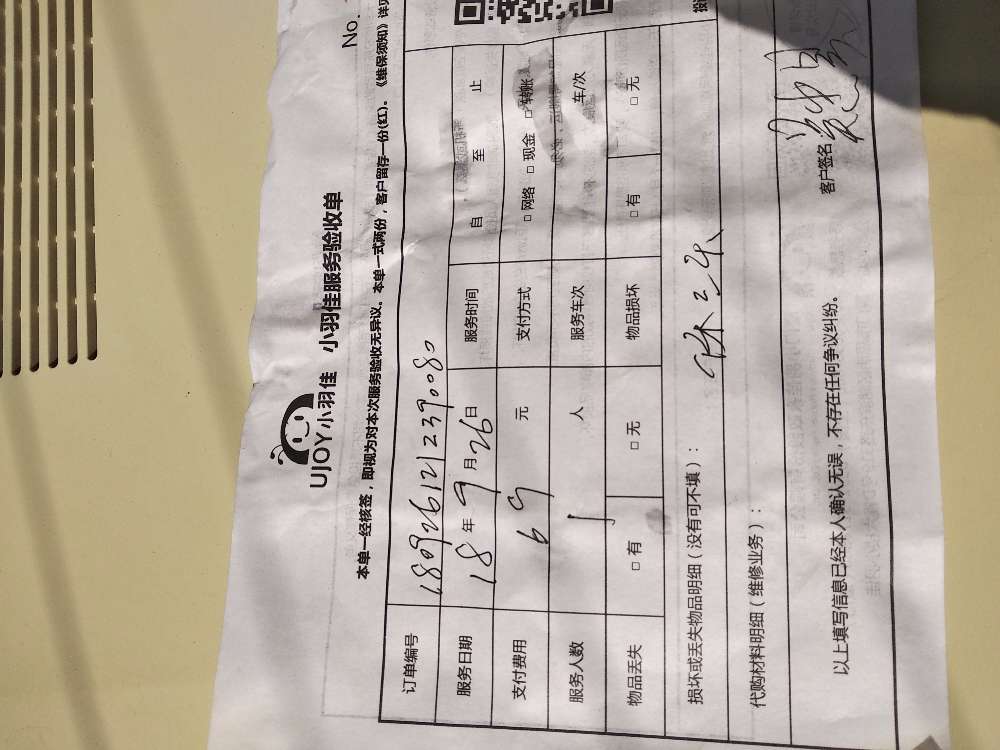 No.
UJOY小羽佳 小羽佳服务验收单
本单一经核签，即视为对本次服务验收无异议。本单一式两份，客户留存一份(红)。《维保须知》详见
订单编号 1809261212390080
服务日期 18年9月26日 服务时间 自 至 止
支付费用 69 元 支付方式 □ 网络 □ 现金 □ 转账
服务人数 1 人 服务车次 车/次
物品丢失 □ 有 □ 无 物品损坏 □ 有 □ 无
损坏或丢失物品明细（没有可不填）：
代购材料明细（维修业务）：
客户签名
以上填写信息已经本人确认无误，不存在任何争议纠纷。